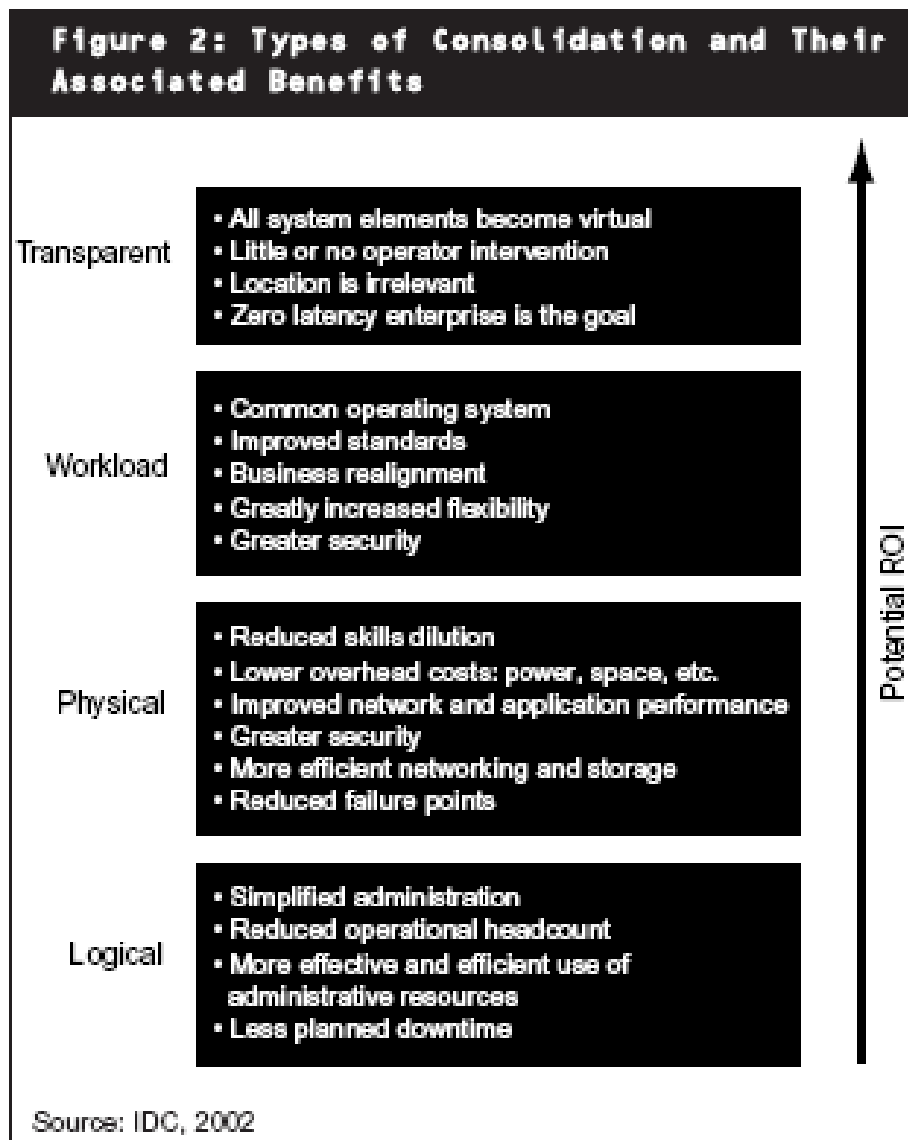 Figure 2: Types of Consolidation and Their
Associated Benefits
Transparent
• All system elements become virtual
• Little or no operator intervention
• Location is irrelevant
• Zero latency enterprise is the goal
Workload
• Common operating system
• Improved standards
• Business realignment
• Greatly increased flexibility
• Greater security
Physical
• Reduced skills dilution
• Lower overhead costs: power, space, etc.
• Improved network and application performance
• Greater security
• More efficient networking and storage
• Reduced failure points
Logical
• Simplified administration
• Reduced operational headcount
• More effective and efficient use of
administrative resources
• Less planned downtime
Potential ROI
Source: IDC, 2002